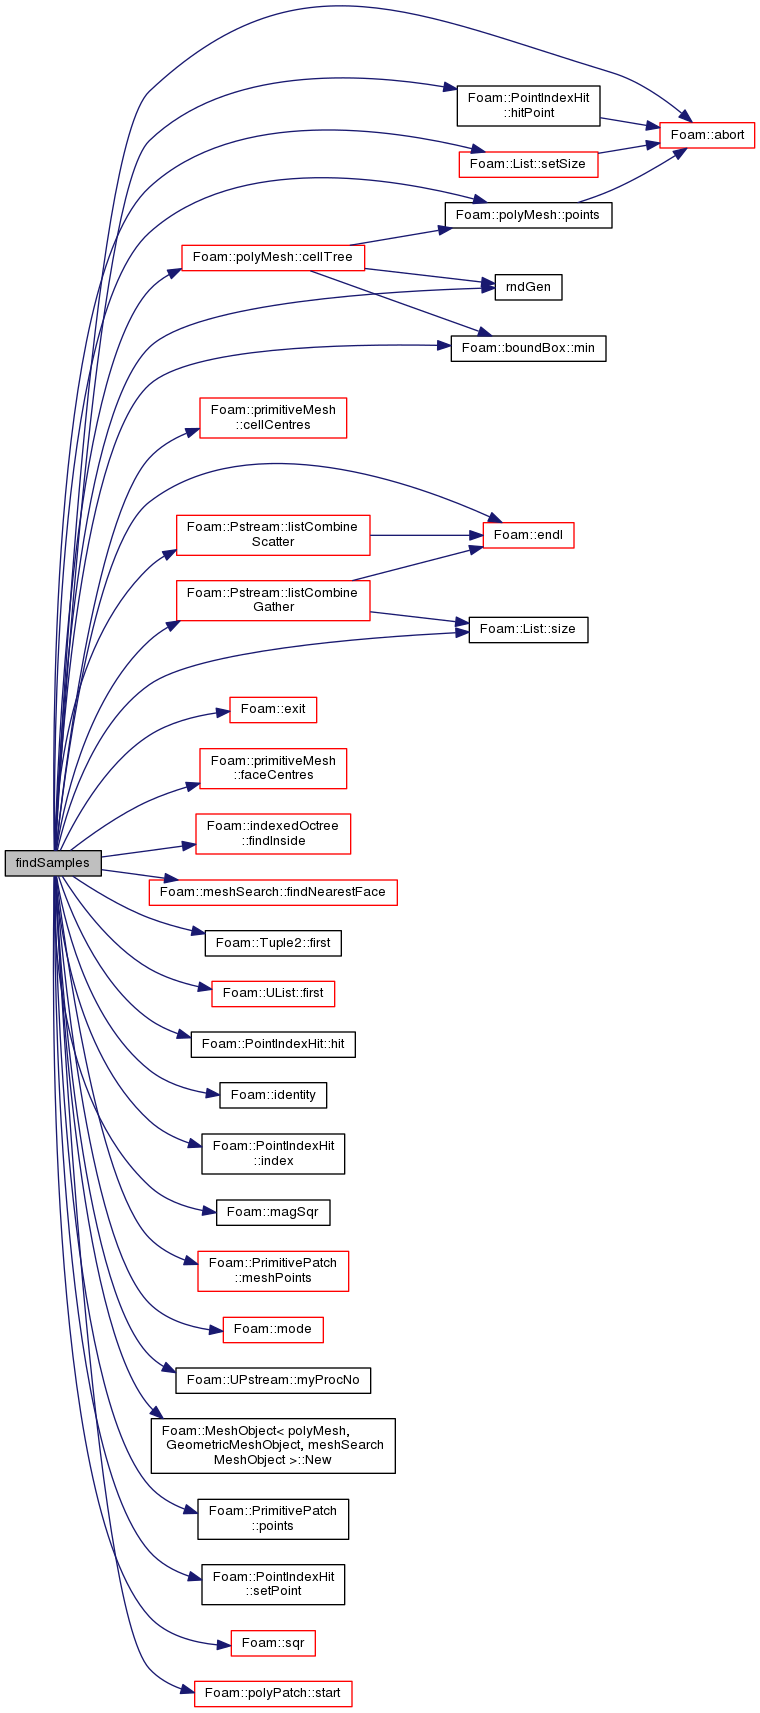 Foam::PointIndexHit
::hitPoint
Foam::abort
Foam::List::setSize
Foam::polyMesh::points
Foam::polyMesh::cellTree
rndGen
Foam::boundBox::min
Foam::primitiveMesh
::cellCentres
Foam::Pstream::listCombine
Scatter
Foam::endl
Foam::Pstream::listCombine
Gather
Foam::List::size
Foam::exit
Foam::primitiveMesh
::faceCentres
Foam::indexedOctree
::findInside
findSamples
Foam::meshSearch::findNearestFace
Foam::Tuple2::first
Foam::UList::first
Foam::PointIndexHit::hit
Foam::identity
Foam::PointIndexHit
::index
Foam::magSqr
Foam::PrimitivePatch
::meshPoints
Foam::mode
Foam::UPstream::myProcNo
Foam::MeshObject< polyMesh,
GeometricMeshObject, meshSearch
MeshObject >::New
Foam::PrimitivePatch
::points
Foam::PointIndexHit
::setPoint
Foam::sqr
Foam::polyPatch::start